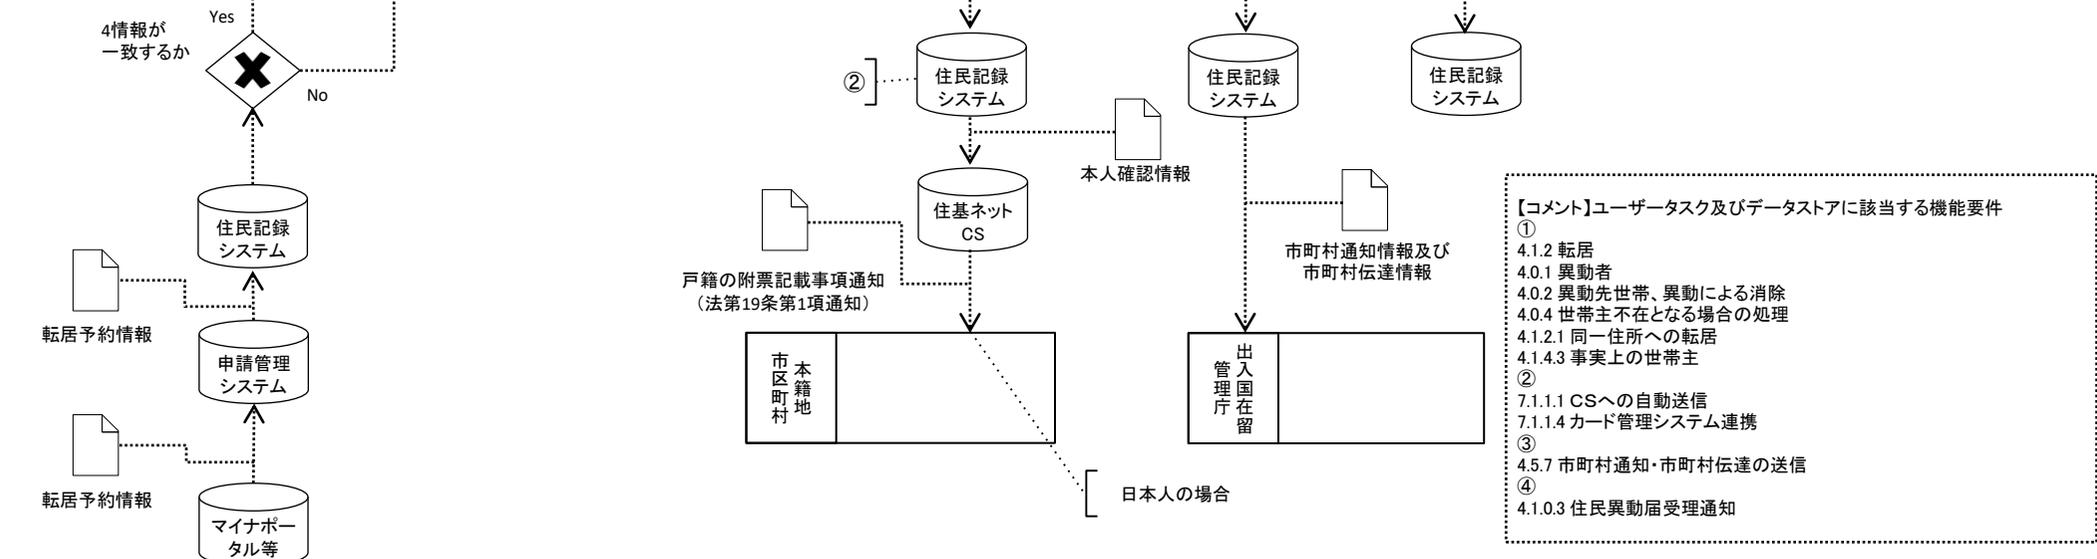 Yes
4情報が
一致するか
No
住民記録
システム
転居予約情報
申請管理
システム
転居予約情報
マイナポー
タル等
②
住民記録
システム
本人確認情報
住基ネット
CS
戸籍の附票記載事項通知
（法第19条第1項通知）
本籍地
市区町村
日本人の場合
住民記録
システム
市町村通知情報及び
市町村伝達情報
出入国在留
管理庁
住民記録
システム
【コメント】ユーザータスク及びデータストアに該当する機能要件
①
4.1.2 転居
4.0.1 異動者
4.0.2 異動先世帯、異動による消除
4.0.4 世帯主不在となる場合の処理
4.1.2.1 同一住所への転居
4.1.4.3 事実上の世帯主
②
7.1.1.1 CSへの自動送信
7.1.1.4 カード管理システム連携
③
4.5.7 市町村通知・市町村伝達の送信
④
4.1.0.3 住民異動届受理通知